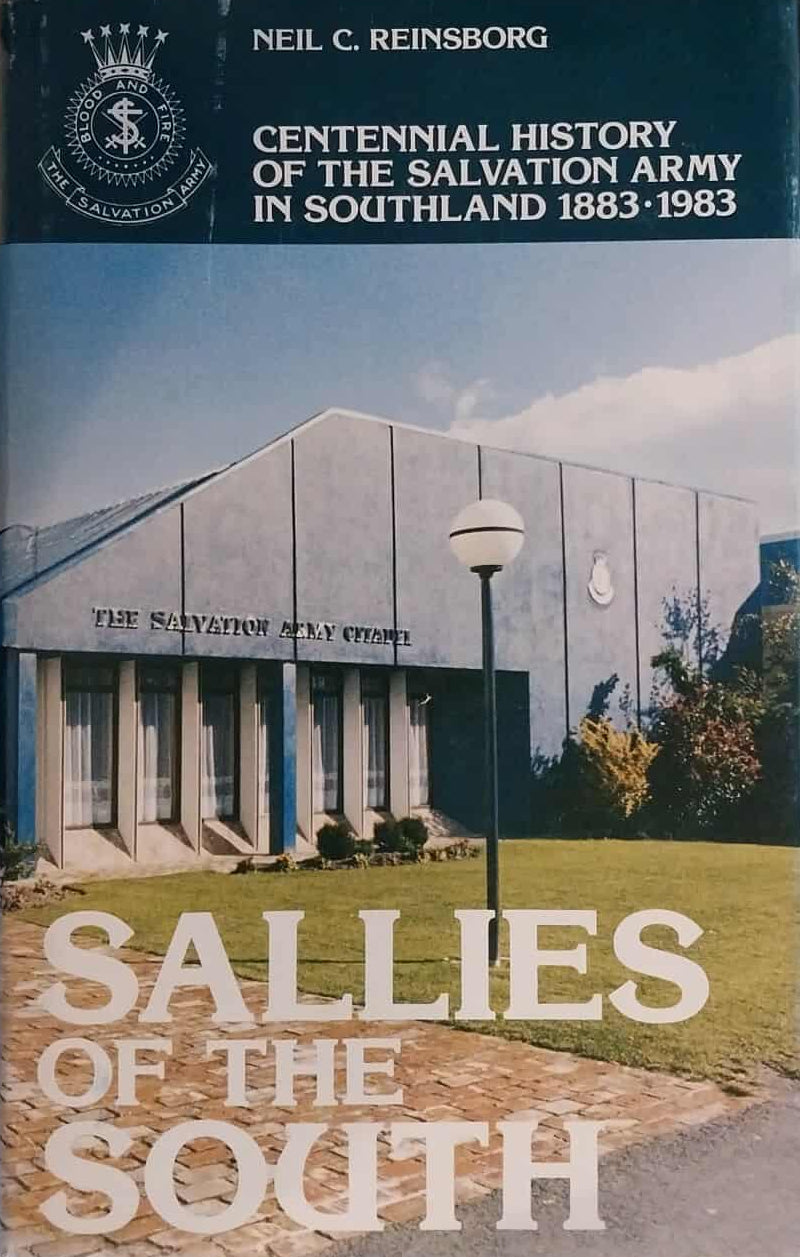 NEIL C. REINSBORG
BLOOD AND FIRE
THE SALVATION ARMY
CENTENNIAL HISTORY
OF THE SALVATION ARMY
IN SOUTHLAND 1883·1983
THE SALVATION ARMY CITADEL
SALLIES
OF THE
SOUTH